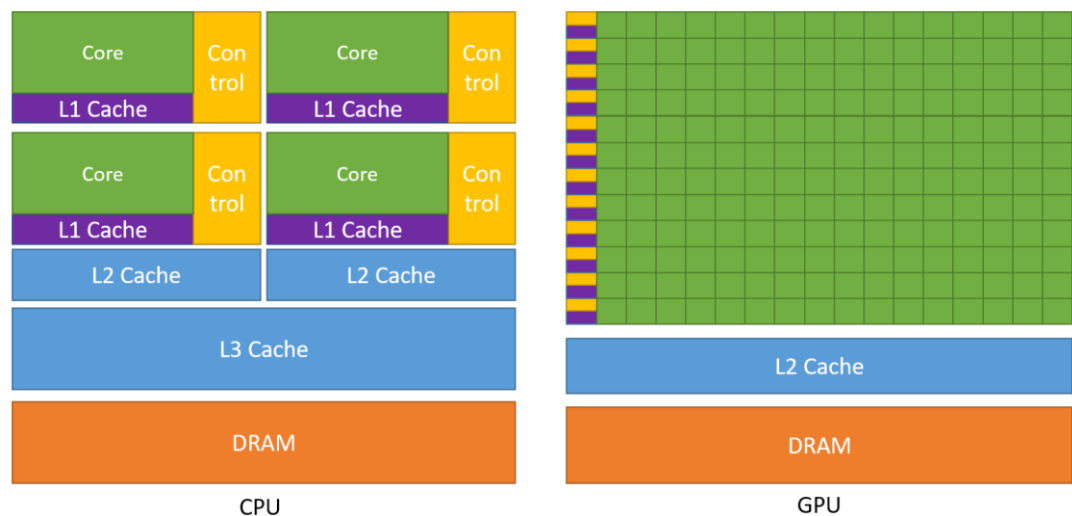 Core
Con
trol
L1 Cache
Core
Con
trol
L1 Cache
Core
Con
trol
L1 Cache
Core
Con
trol
L1 Cache
L2 Cache
L2 Cache
L3 Cache
DRAM
CPU
L2 Cache
DRAM
GPU